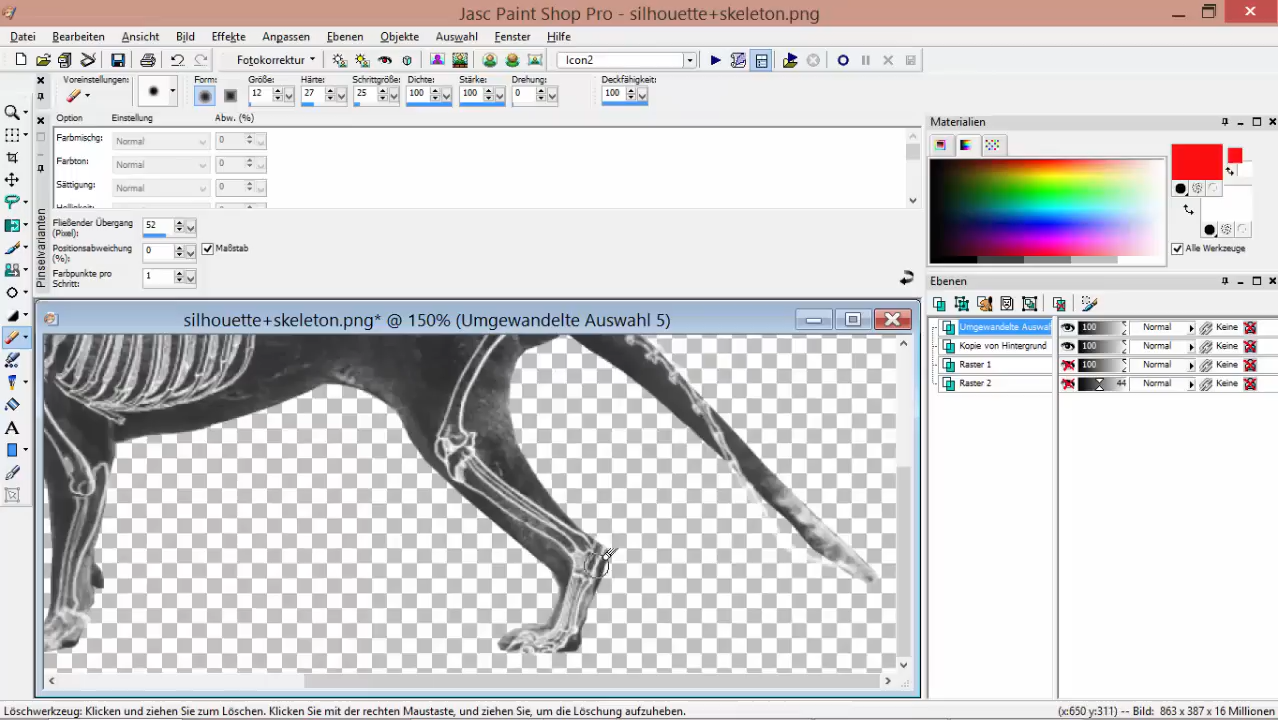 Jasc Paint Shop Pro - silhouette+skeleton.png
Datei Bearbeiten Ansicht Bild Effekte Anpassen Ebenen Objekte Auswahl Fenster Hilfe
Fotokorrektur Icon2
Voreinstellungen: Form: Größe: Härte: Schrittgröße: Dichte: Stärke: Drehung: Deckfähigkeit:
12 27 25 100 100 0 100
Option Einstellung Abw. (%)
Farbmischg: Normal 0
Farbton: Normal 0
Sättigung: Normal 0
Fließender Übergang (Pixel): 52
Positionsabweichung (%): 0 Maßstab
Farbpunkte pro Schritt: 1
Pinselvarianten
Materialien
Alle Werkzeuge
silhouette+skeleton.png* @ 150% (Umgewandelte Auswahl 5)
Ebenen
Umgewandelte Auswahl 100 Normal Keine
Kopie von Hintergrund 100 Normal Keine
Raster 1 100 Normal Keine
Raster 2 44 Normal Keine
Löschwerkzeug: Klicken und ziehen Sie zum Löschen. Klicken Sie mit der rechten Maustaste, und ziehen Sie, um die Löschung aufzuheben.
(x:650 y:311) -- Bild: 863 x 387 x 16 Millionen